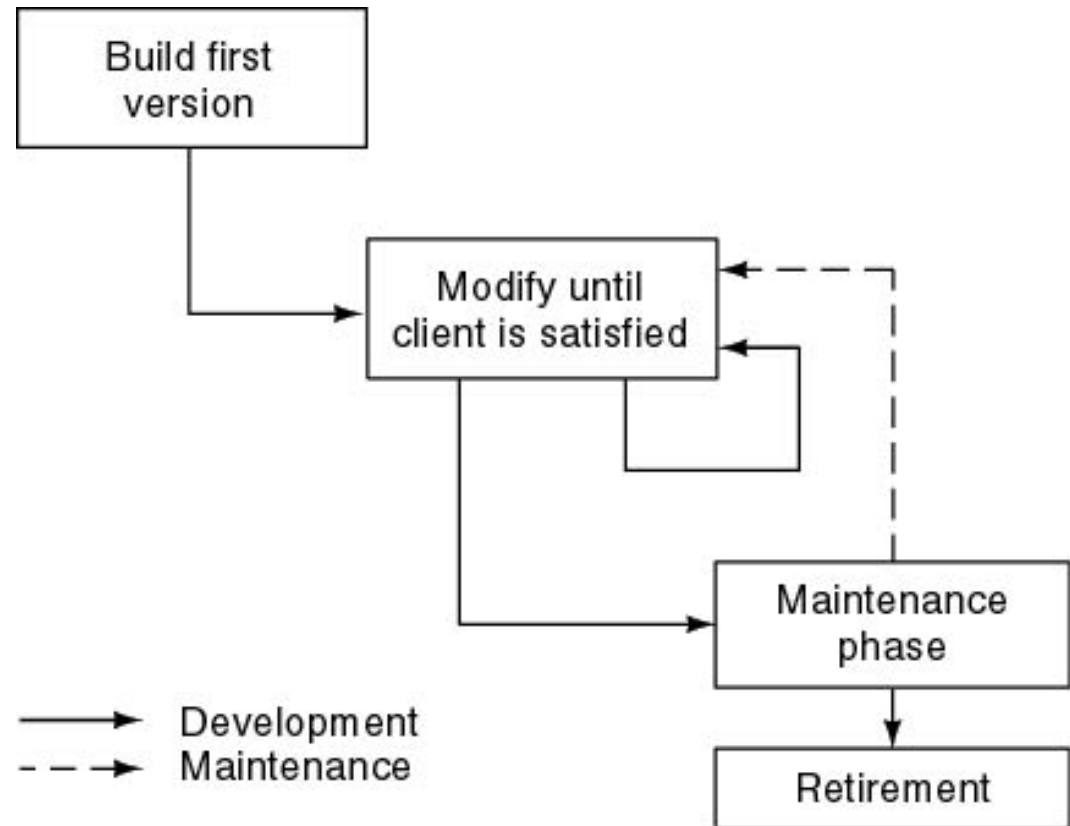 Build first
version
Modify until
client is satisfied
Maintenance
phase
Retirement
Development
Maintenance